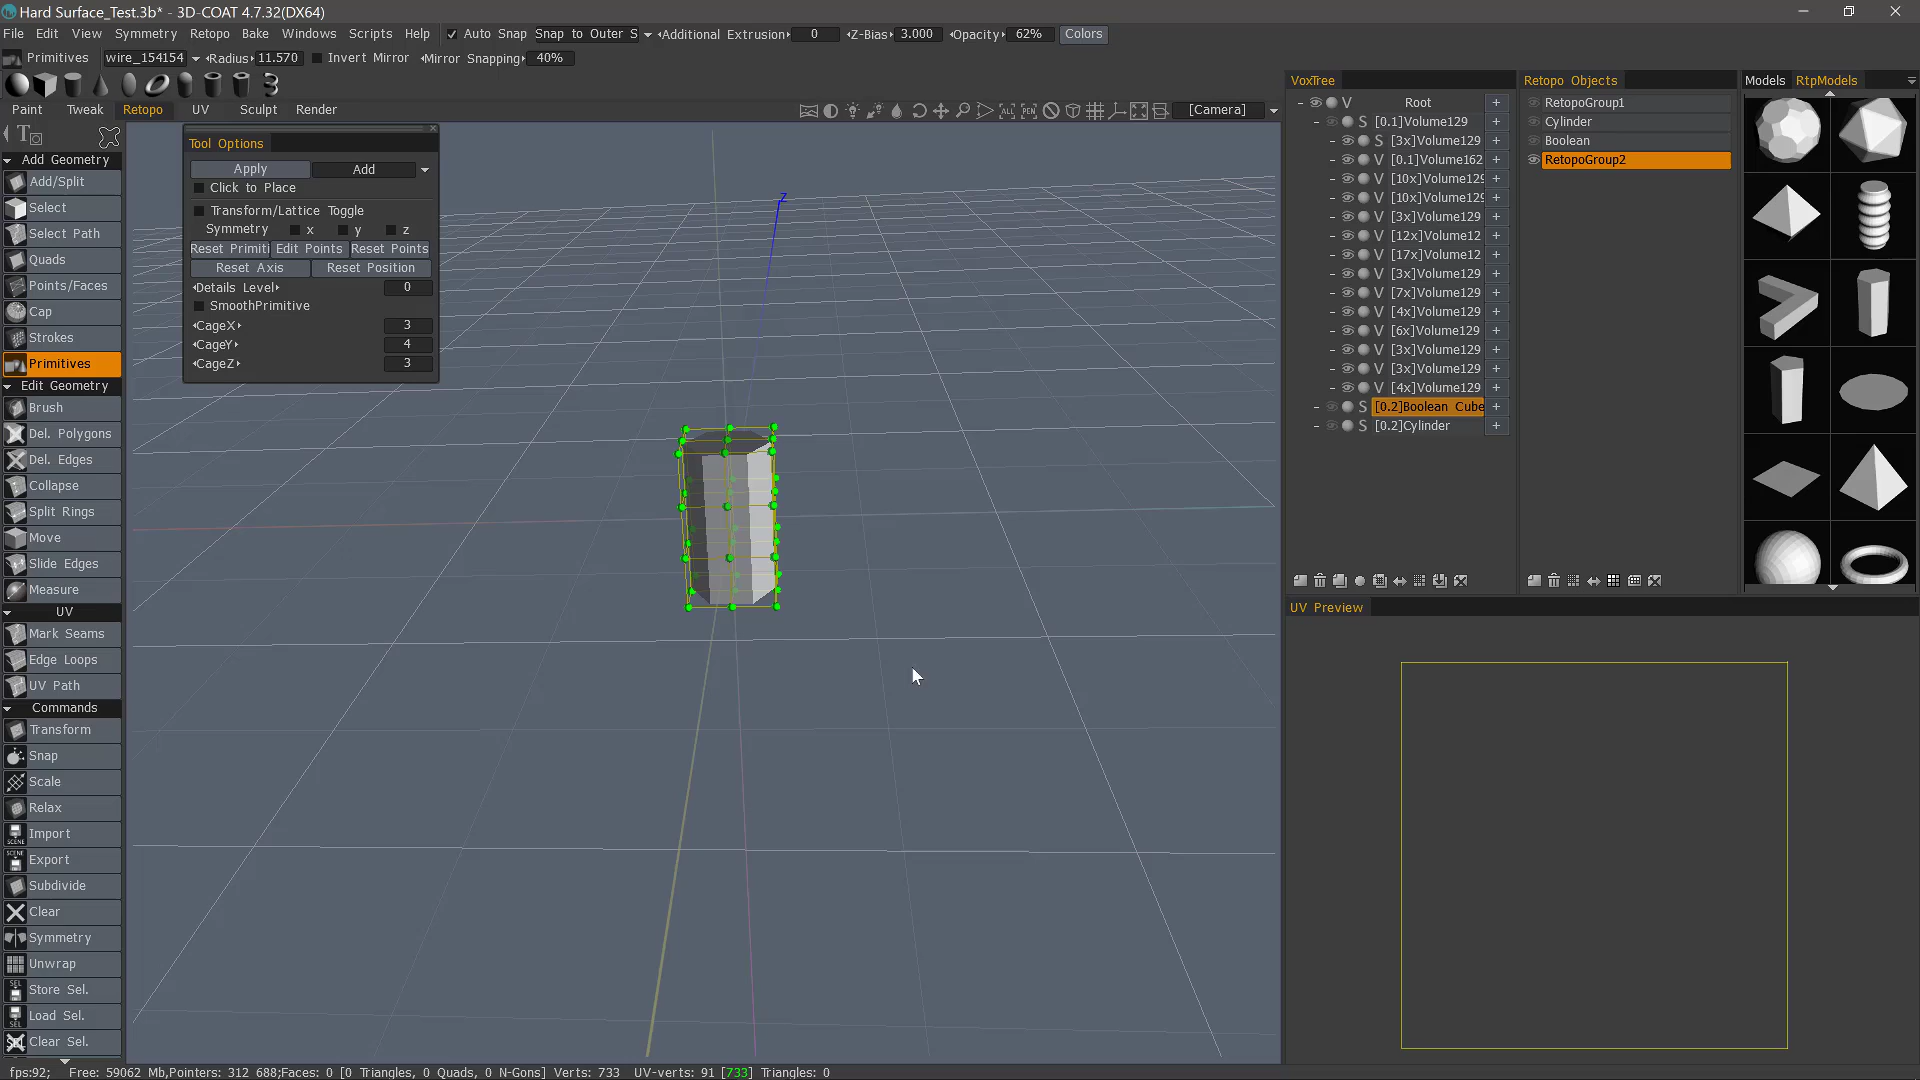 Hard Surface_Test.3b* - 3D-COAT 4.7.32(DX64)
File Edit View Symmetry Retopo Bake Windows Scripts Help Auto Snap Snap to Outer S Additional Extrusion 0 Z-Bias 3.000 Opacity 62% Colors
Primitives wire_154154 Radius 11.570 Invert Mirror Mirror Snapping 40%
Paint Tweak Retopo UV Sculpt Render
ALL PEN [Camera]
Add Geometry
Add/Split
Select
Select Path
Quads
Points/Faces
Cap
Strokes
Primitives
Edit Geometry
Brush
Del. Polygons
Del. Edges
Collapse
Split Rings
Move
Slide Edges
Measure
UV
Mark Seams
Edge Loops
UV Path
Commands
Transform
Snap
Scale
Relax
Import
Export
Subdivide
Clear
Symmetry
Unwrap
Store Sel.
Load Sel.
Clear Sel.
Tool Options
Apply Add
Click to Place
Transform/Lattice Toggle
Symmetry x y z
Reset Primiti Edit Points Reset Points
Reset Axis Reset Position
Details Level 0
SmoothPrimitive
CageX 3
CageY 4
CageZ 3
Z
VoxTree
V Root +
S [0.1]Volume129 +
S [3x]Volume129 +
V [0.1]Volume162 +
V [10x]Volume129 +
V [10x]Volume129 +
V [3x]Volume129 +
V [12x]Volume12 +
V [17x]Volume12 +
V [3x]Volume129 +
V [7x]Volume129 +
V [4x]Volume129 +
V [6x]Volume129 +
V [3x]Volume129 +
V [3x]Volume129 +
V [4x]Volume129 +
S [0.2]Boolean Cube +
S [0.2]Cylinder +
Retopo Objects
RetopoGroup1
Cylinder
Boolean
RetopoGroup2
Models RtpModels
UV Preview
fps:92; Free: 59062 Mb,Pointers: 312 688;Faces: 0 [0 Triangles, 0 Quads, 0 N-Gons] Verts: 733 UV-verts: 91 [733] Triangles: 0